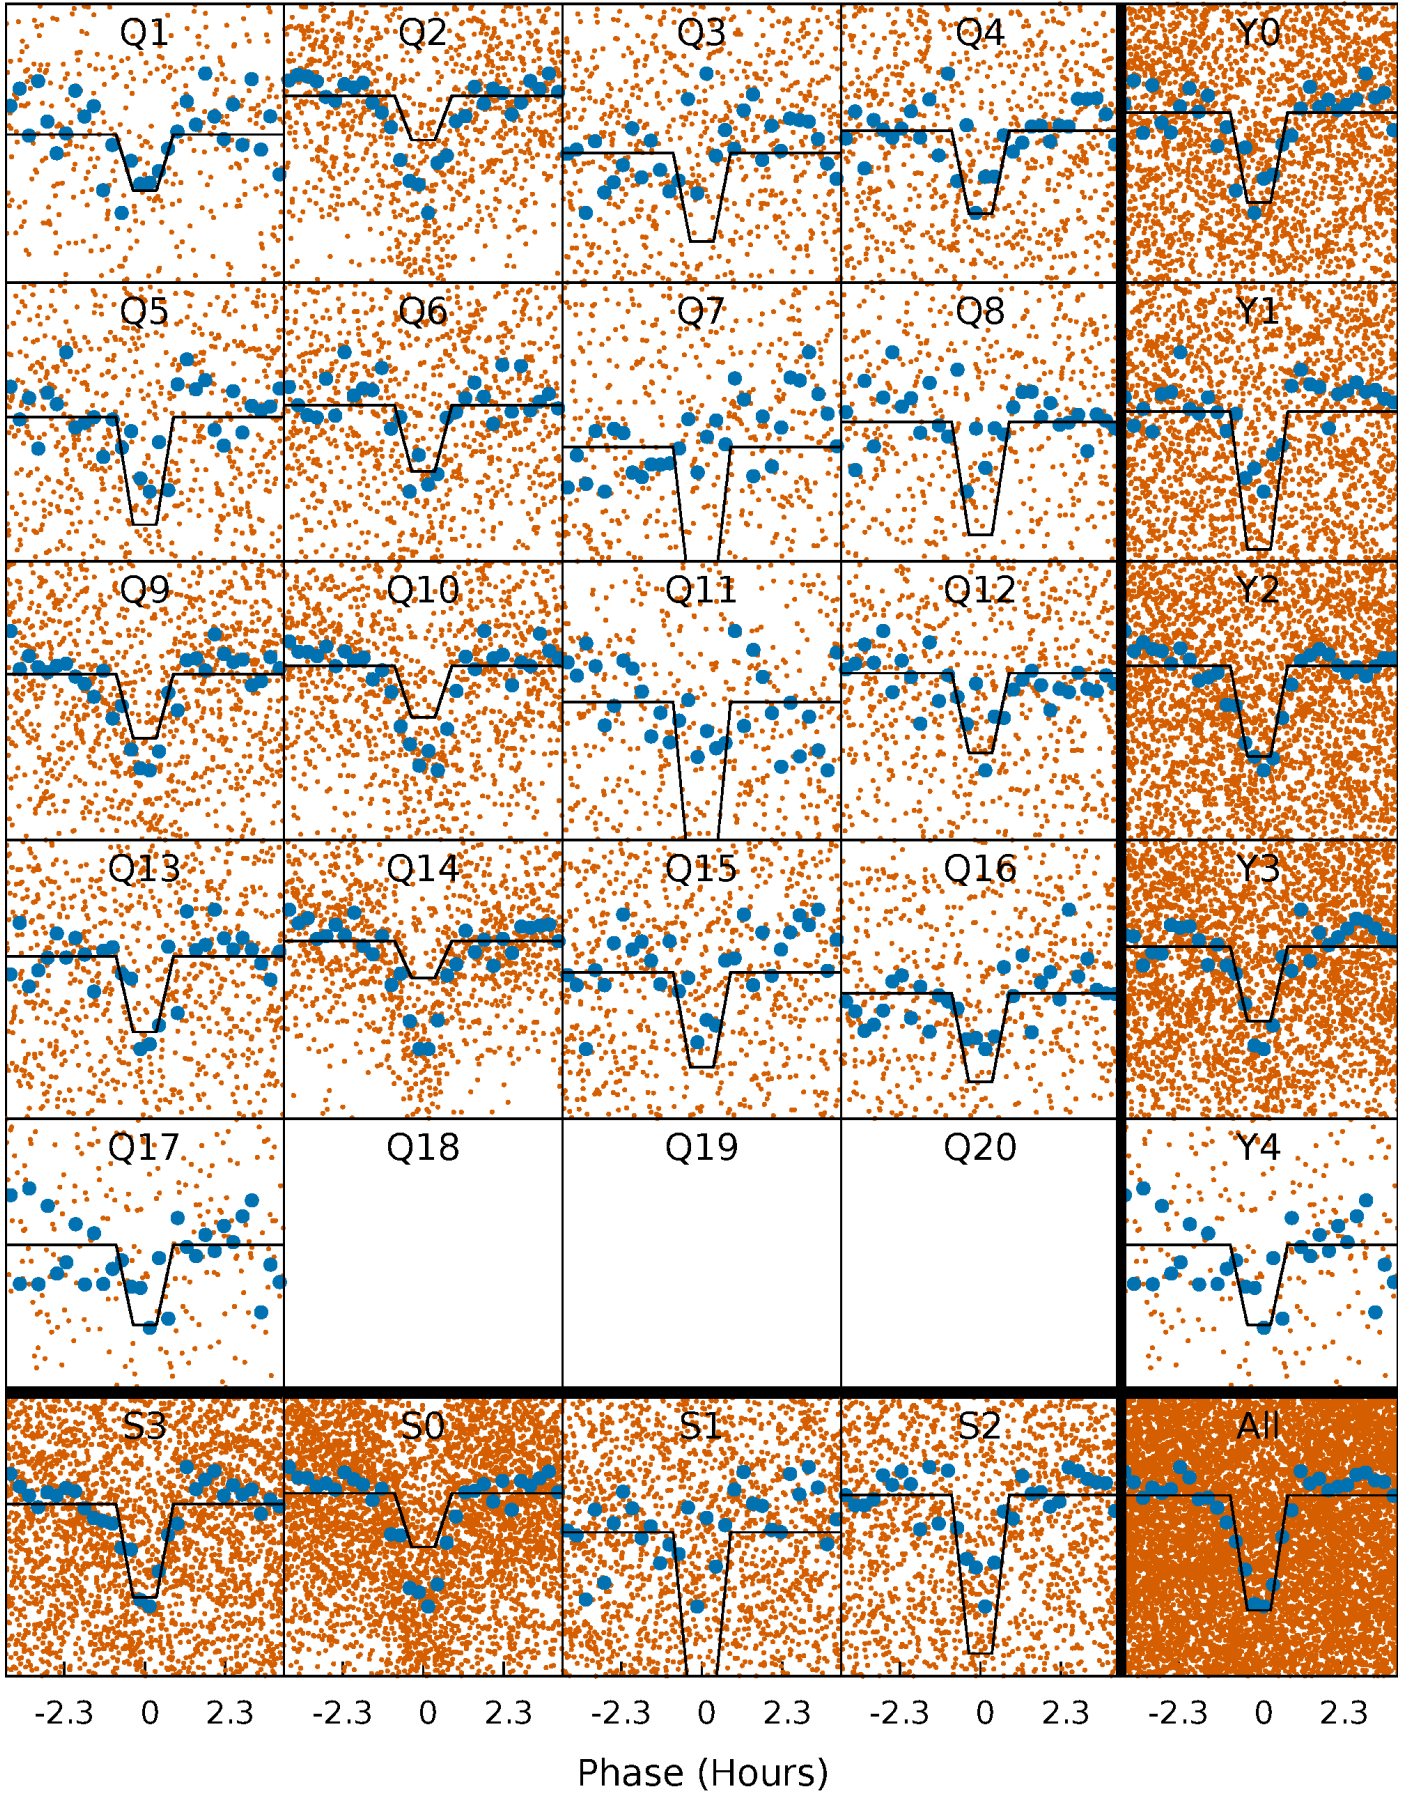 Q1 Q2 Q3 Q4 Y0
Q5 Q6 Q7 Q8 Y1
Q9 Q10 Q11 Q12 Y2
Q13 Q14 Q15 Q16 Y3
Q17 Q18 Q19 Q20 Y4
S3 S0 S1 S2 All
-2.3 0 2.3 -2.3 0 2.3 -2.3 0 2.3 -2.3 0 2.3 -2.3 0 2.3
Phase (Hours)